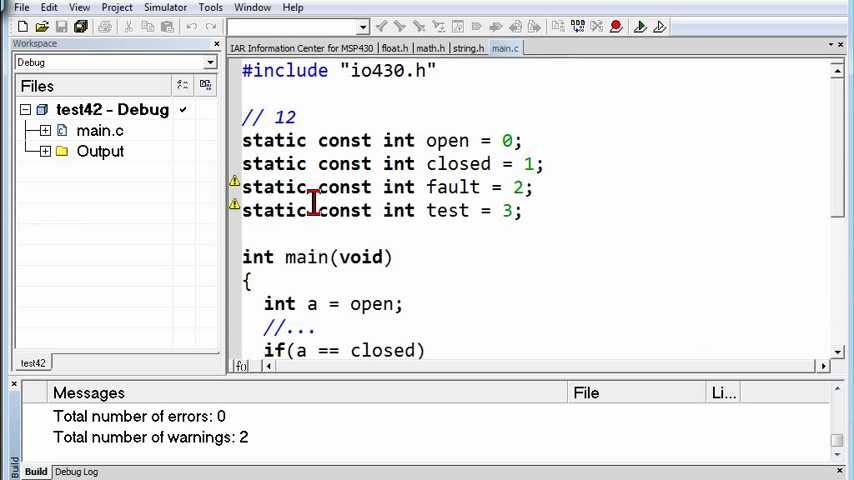 File Edit View Project Simulator Tools Window Help
Workspace
IAR Information Center for MSP430 float.h math.h string.h main.c
Debug
Files
test42 - Debug
main.c
Output
test42
#include "io430.h"
// 12
static const int open = 0;
static const int closed = 1;
static const int fault = 2;
static const int test = 3;
int main(void)
{
int a = open;
//...
if(a == closed)
f()
Messages File Li...
Total number of errors: 0
Total number of warnings: 2
Build
Build Debug Log